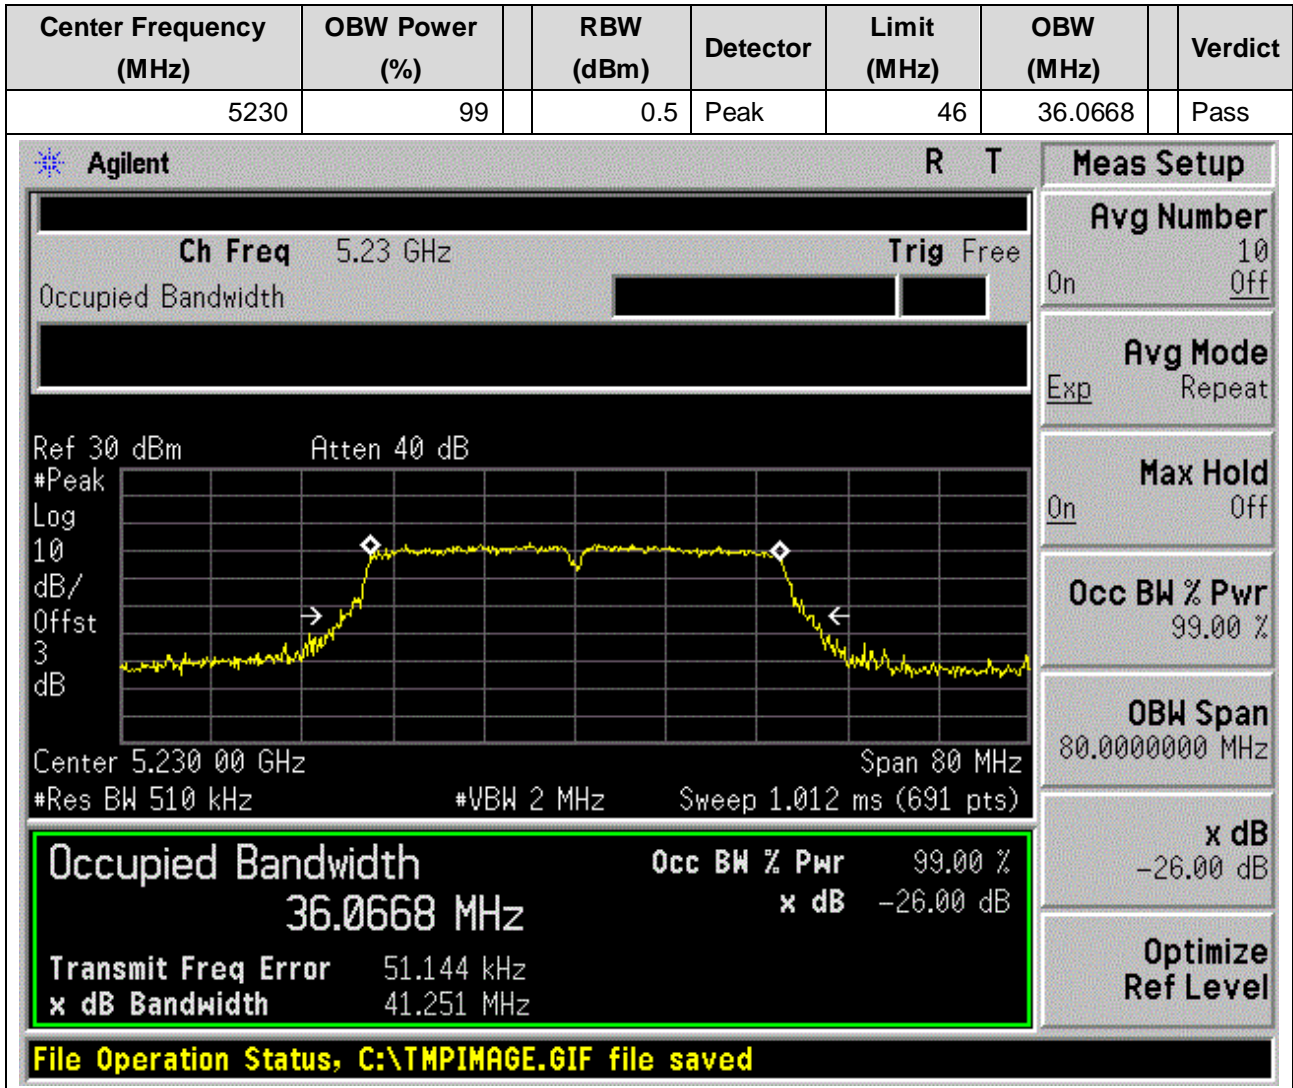 Center Frequency (MHz) OBW Power (%) RBW (dBm) Detector Limit (MHz) OBW (MHz) Verdict
5230 99 0.5 Peak 46 36.0668 Pass
Agilent R T
Ch Freq 5.23 GHz Trig Free
Occupied Bandwidth
Ref 30 dBm Atten 40 dB
#Peak
Log
10
dB/
Offst
3
dB
Center 5.230 00 GHz Span 80 MHz
#Res BW 510 kHz #VBW 2 MHz Sweep 1.012 ms (691 pts)
Occupied Bandwidth Occ BW % Pwr 99.00 %
36.0668 MHz x dB -26.00 dB
Transmit Freq Error 51.144 kHz
x dB Bandwidth 41.251 MHz
File Operation Status, C:\TMPIMAGE.GIF file saved
Meas Setup
Avg Number
10
On Off
Avg Mode
Exp Repeat
Max Hold
On Off
Occ BW % Pwr
99.00 %
OBW Span
80.0000000 MHz
x dB
-26.00 dB
Optimize
Ref Level